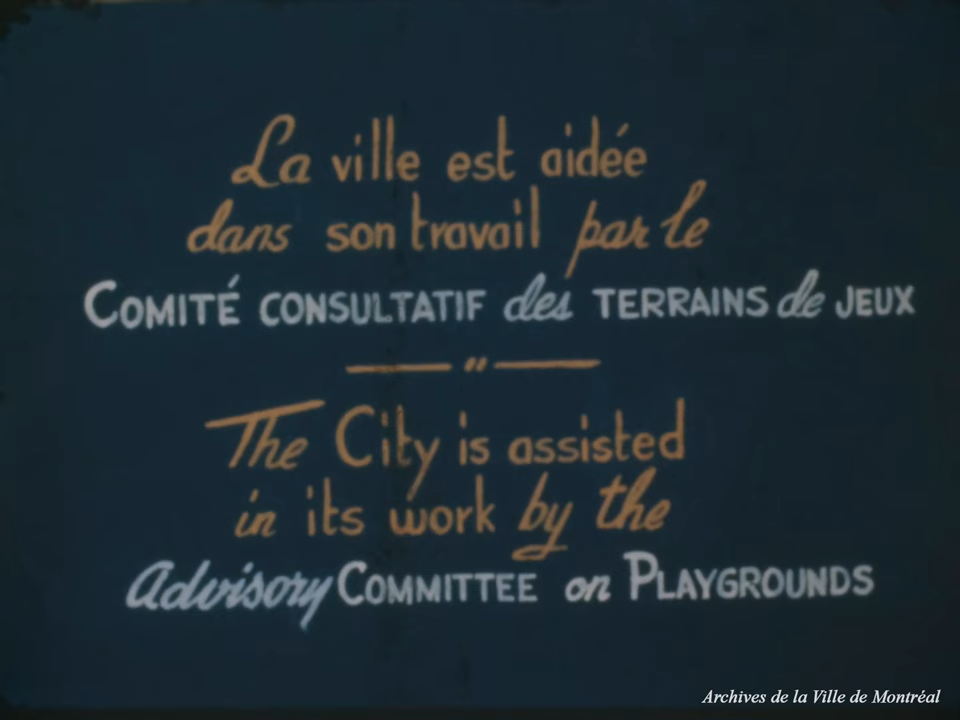 La ville est aidée
dans son travail par le
COMITÉ CONSULTATIF des TERRAINS de JEUX
— " —
The City is assisted
in its work by the
Advisory COMMITTEE on PLAYGROUNDS
Archives de la Ville de Montréal